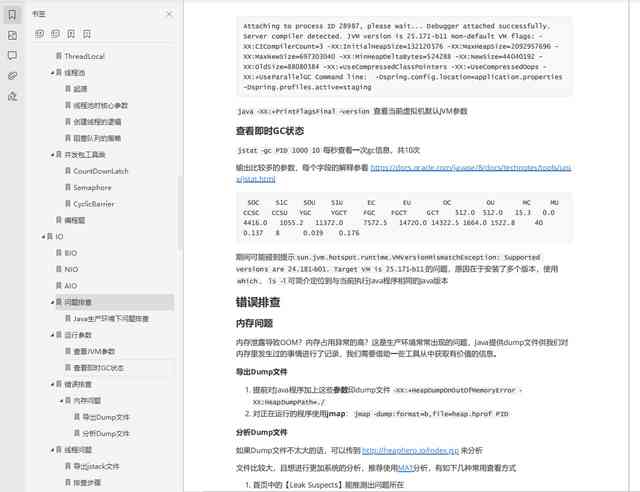 书签
ThreadLocal
线程池
起源
线程池时核心参数
创建线程的逻辑
阻塞队列的策略
并发包工具类
CountDownLatch
Semaphore
CyclicBarrier
编程题
IO
BIO
NIO
AIO
问题排查
Java生产环境下问题排查
运行参数
查看JVM参数
查看即时GC状态
错误排查
内存问题
导出Dump文件
分析Dump文件
线程问题
导出jstack文件
排查步骤
Attaching to process ID 28987, please wait... Debugger attached successfully.
Server compiler detected. JVM version is 25.171-b11 Non-default VM flags: -
XX:CICompilerCount=3 -XX:InitialHeapSize=132120576 -XX:MaxHeapSize=2092957696 -
XX:MaxNewSize=697303040 -XX:MinHeapDeltaBytes=524288 -XX:NewSize=44040192 -
XX:OldSize=88080384 -XX:+UseCompressedClassPointers -XX:+UseCompressedOops -
XX:+UseParallelGC Command line: -Dspring.config.location=application.properties
-Dspring.profiles.active=staging
java -XX:+PrintFlagsFinal -version 查看当前虚拟机默认JVM参数
查看即时GC状态
jstat -gc PID 1000 10 每秒查看一次gc信息，共10次
输出比较多的参数，每个字段的解释参看 https://docs.oracle.com/javase/8/docs/technotes/tools/uni
x/jstat.html
S0C S1C S0U S1U EC EU OC OU MC MU
CCSC CCSU YGC YGCT FGC FGCT GCT 512.0 512.0 15.3 0.0
4416.0 1055.2 11372.0 7572.5 14720.0 14322.5 1664.0 1522.8 40
0.137 8 0.039 0.176
期间可能碰到提示 sun.jvm.hotspot.runtime.VMVersionMismatchException: Supported
versions are 24.181-b01. Target VM is 25.171-b11 的问题，原因在于安装了多个版本，使用
which、 ls -l 可简介定位到与当前执行Java程序相同的Java版本
错误排查
内存问题
内存泄露导致OOM？内存占用异常的高？这是生产环境常常出现的问题，Java提供dump文件供我们对
内存里发生过的事情进行了记录，我们需要借助一些工具从中获取有价值的信息。
导出Dump文件
1. 提前对Java程序加上这些参数印dump文件 -XX:+HeapDumpOnOutOfMemoryError -
XX:HeapDumpPath=./
2. 对正在运行的程序使用jmap： jmap -dump:format=b,file=heap.hprof PID
分析Dump文件
如果Dump文件不太大的话，可以传到 http://heaphero.io/index.jsp 来分析
文件比较大，且想进行更加系统的分析，推荐使用MAT分析，有如下几种常用查看方式
1. 首页中的【Leak Suspects】能推测出问题所在